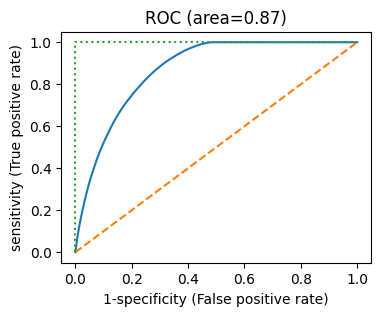 ROC (area=0.87)
sensitivity (True positive rate)
1.0
0.8
0.6
0.4
0.2
0.0
0.0 0.2 0.4 0.6 0.8 1.0
1-specificity (False positive rate)